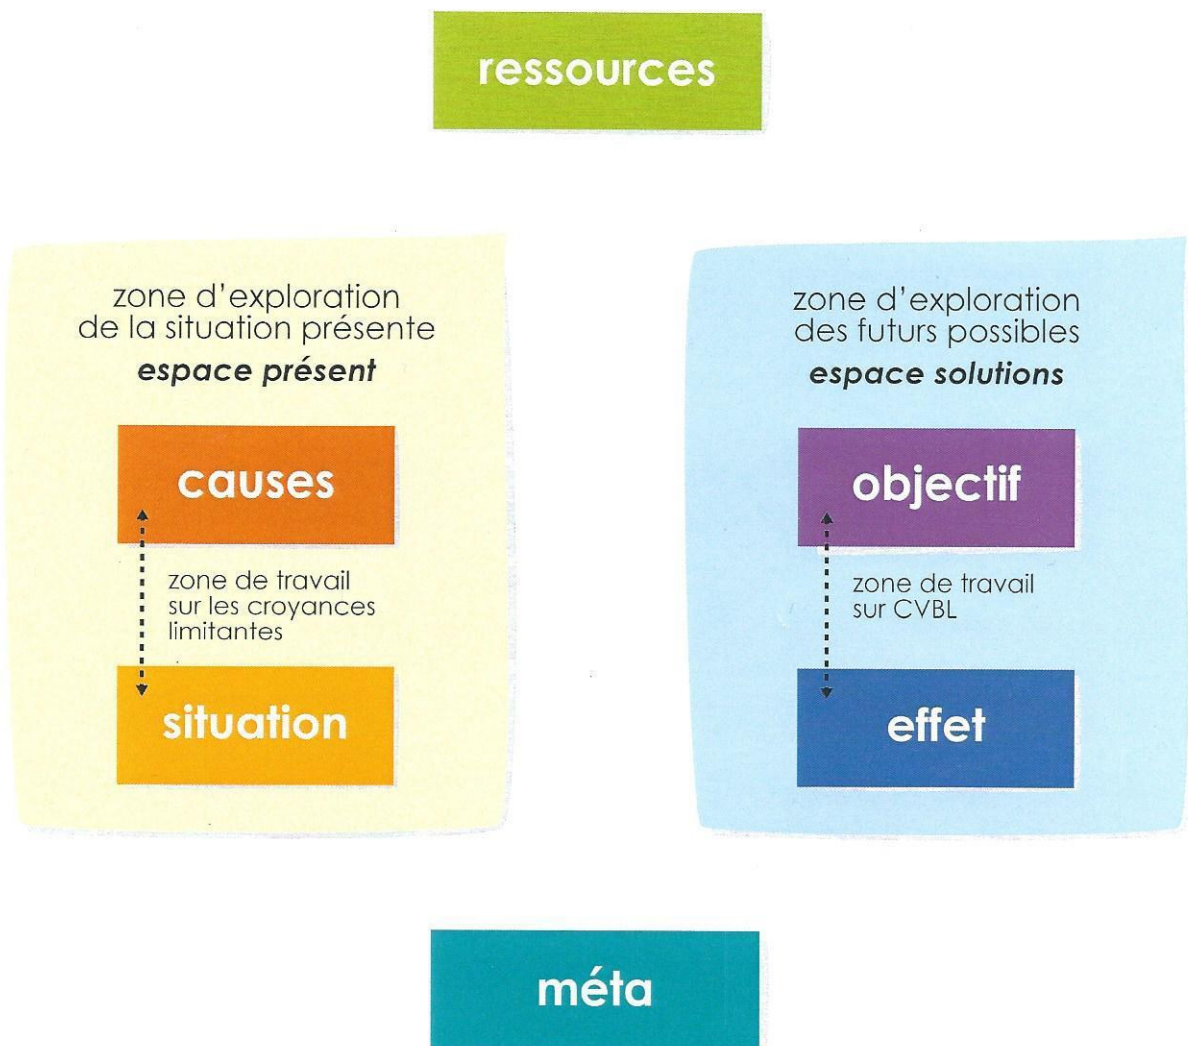 ressources
zone d'exploration
de la situation présente
espace présent
causes
zone de travail
sur les croyances
limitantes
situation
zone d'exploration
des futurs possibles
espace solutions
objectif
zone de travail
sur CVBL
effet
méta